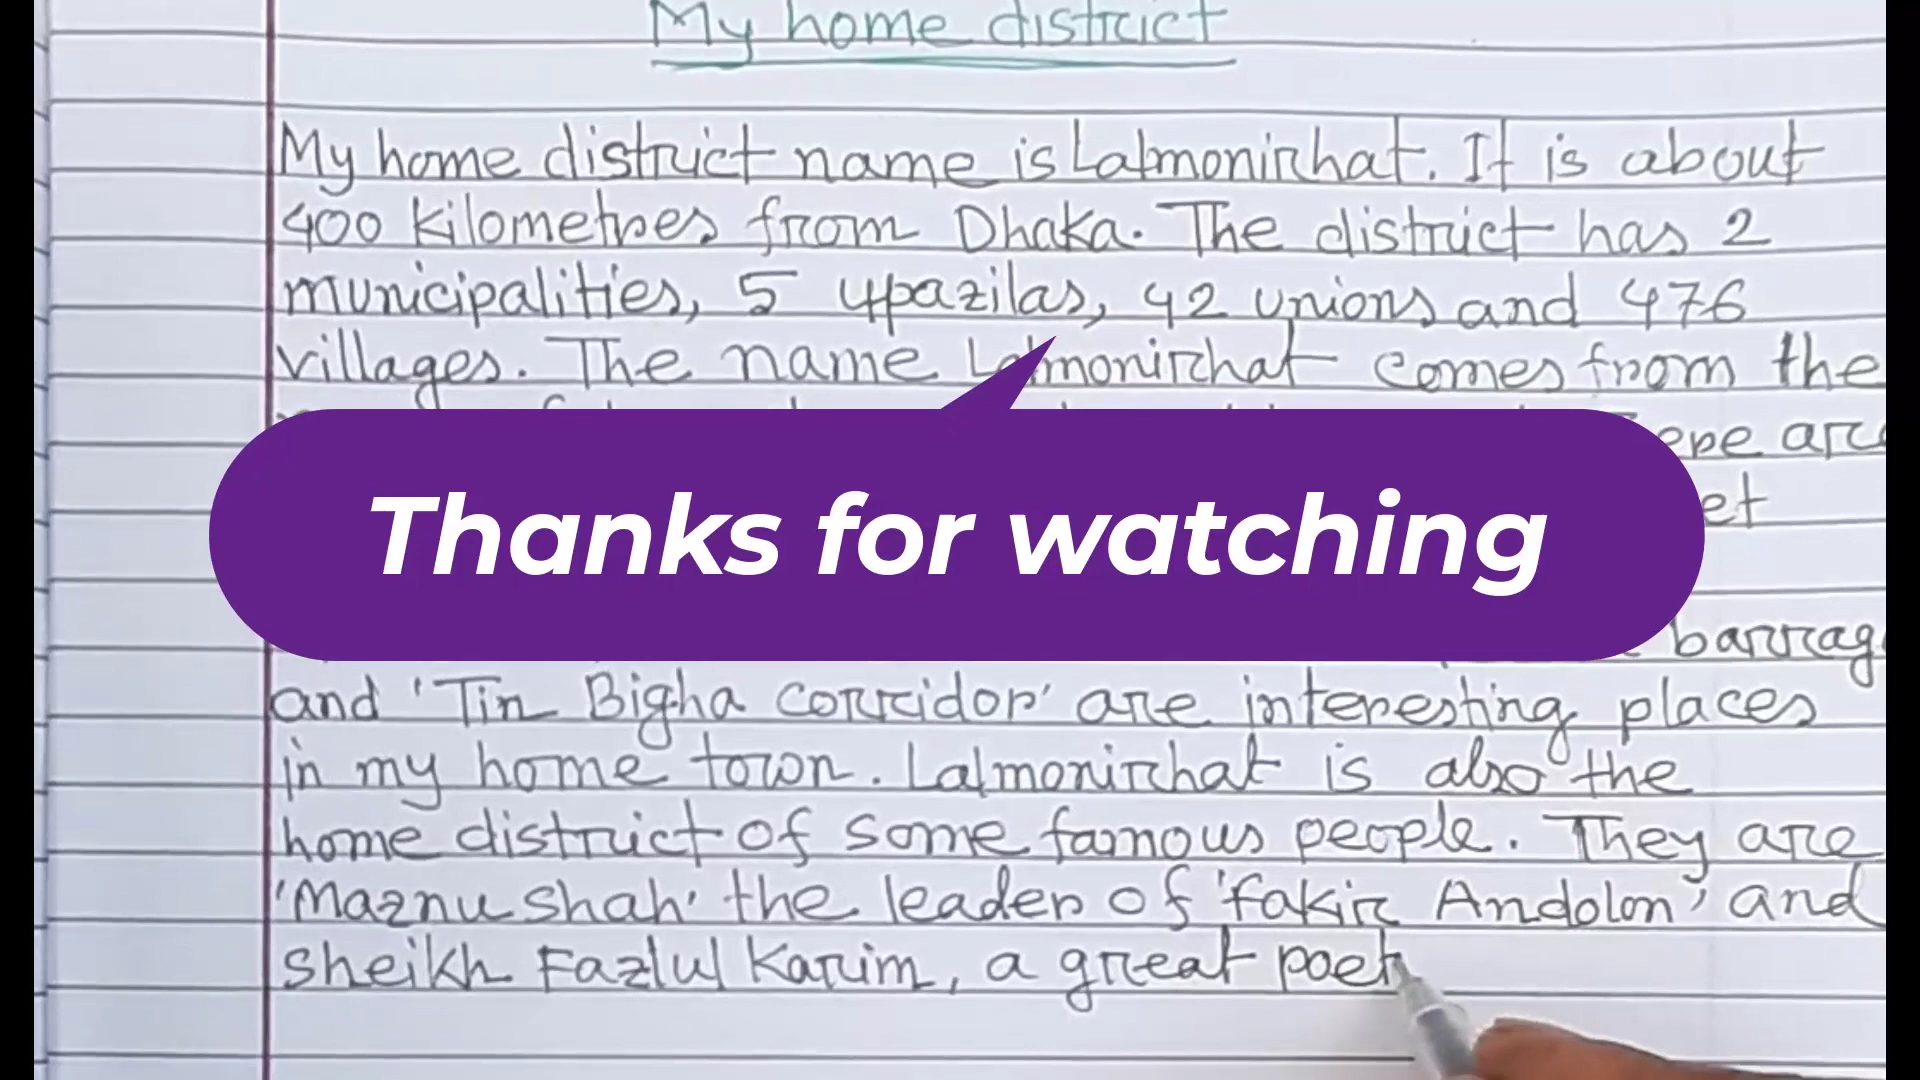 My home district
My home district name is Lalmonirhat. It is about
400 kilometres from Dhaka. The district has 2
municipalities, 5 upazilas, 42 unions and 476
villages. The name Lalmonirhat comes from the
are
Thanks for watching
and 'Tin Bigha corridor' are interesting places
in my home town. Lalmonirhat is also the
home district of some famous people. They are
'Maznu shah' the leader of 'fakir Andolon' and
sheikh Fazlul Karim, a great poet